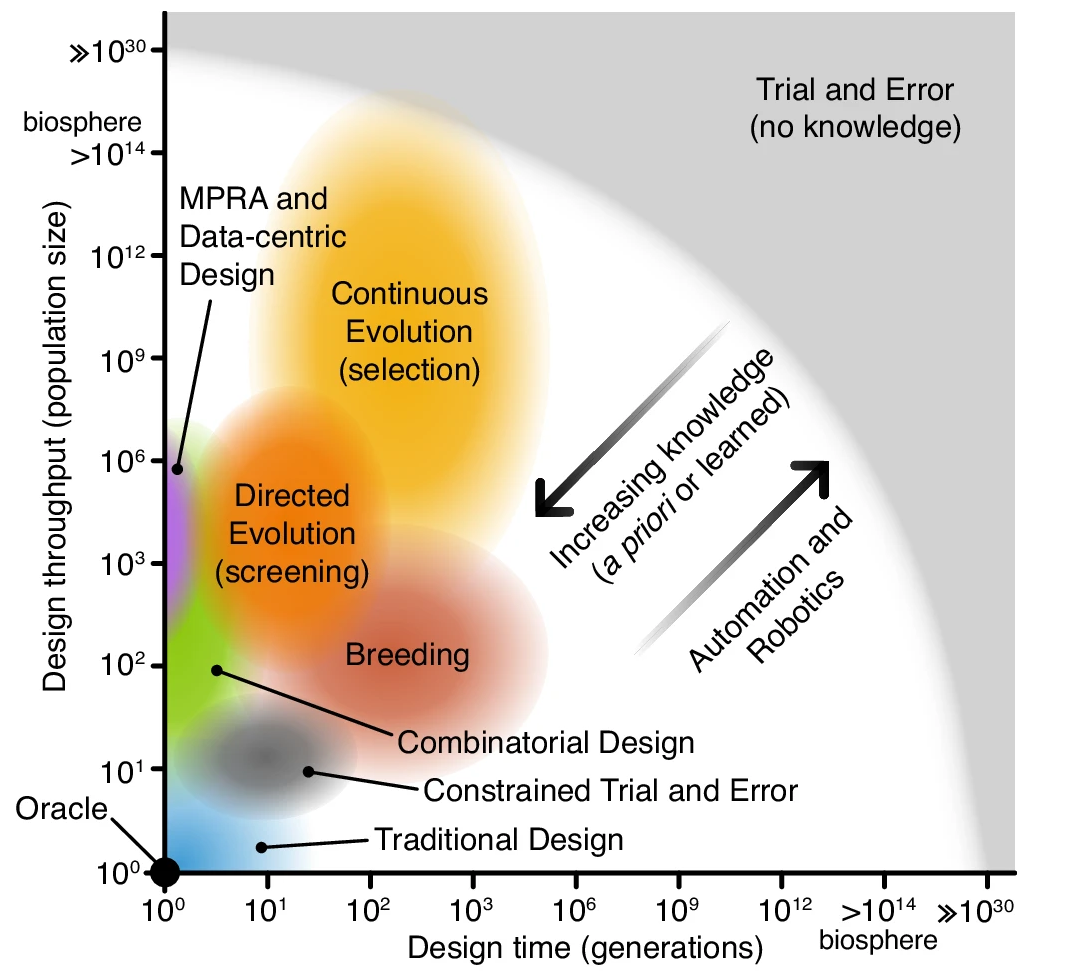 ≫10³⁰
biosphere
>10¹⁴
10¹²
10⁹
10⁶
10³
10²
10¹
10⁰
Design throughput (population size)
Trial and Error
(no knowledge)
MPRA and
Data-centric
Design
Continuous
Evolution
(selection)
Directed
Evolution
(screening)
Increasing knowledge
(a priori or learned)
Automation and
Robotics
Breeding
Combinatorial Design
Constrained Trial and Error
Oracle
Traditional Design
10⁰ 10¹ 10² 10³ 10⁶ 10⁹ 10¹² >10¹⁴ ≫10³⁰
biosphere
Design time (generations)